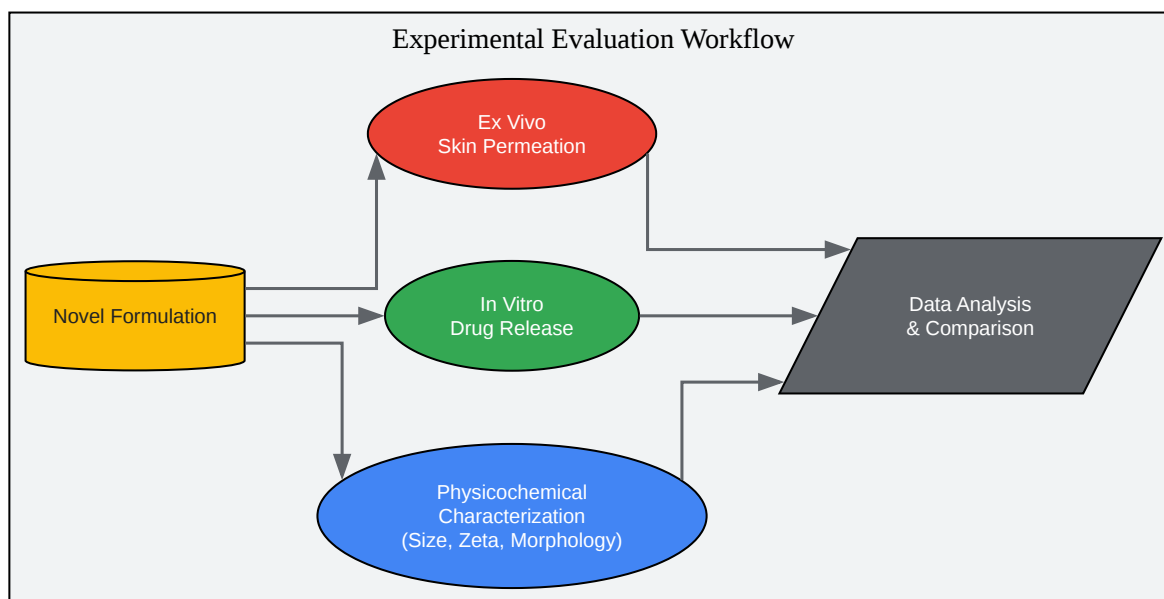 Experimental Evaluation Workflow
Ex Vivo
Skin Permeation
Novel Formulation
In Vitro
Drug Release
Data Analysis
& Comparison
Physicochemical
Characterization
(Size, Zeta, Morphology)